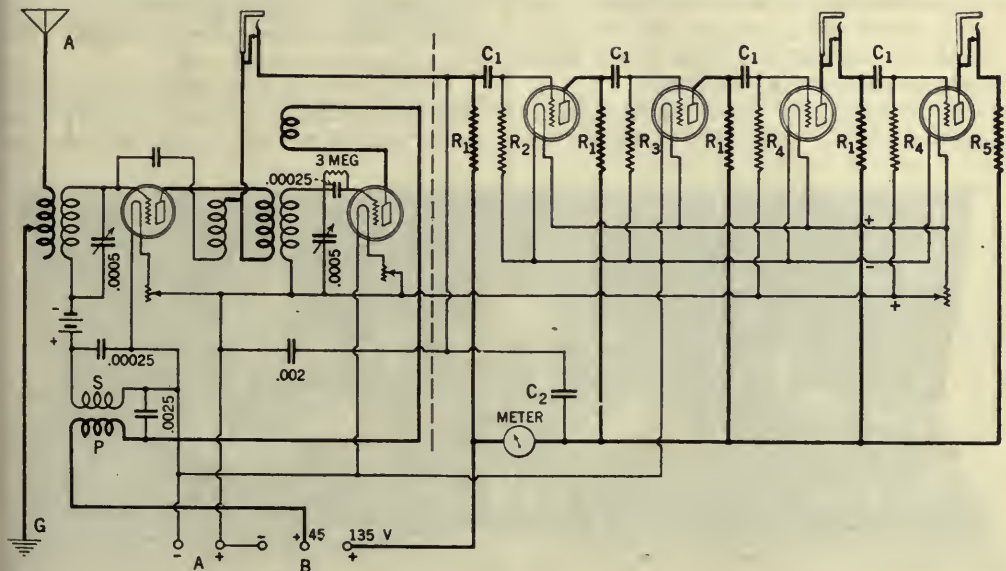 A
C1 C1 C1 C1
R1 R2 R1 R3 R1 R4 R1 R4 R5
3 MEG
.00025
.0005
.0005
+
-
+
-
+
.00025
.002
C2
S
P
.0025
METER
G
- A + - + 45 B 135 V +